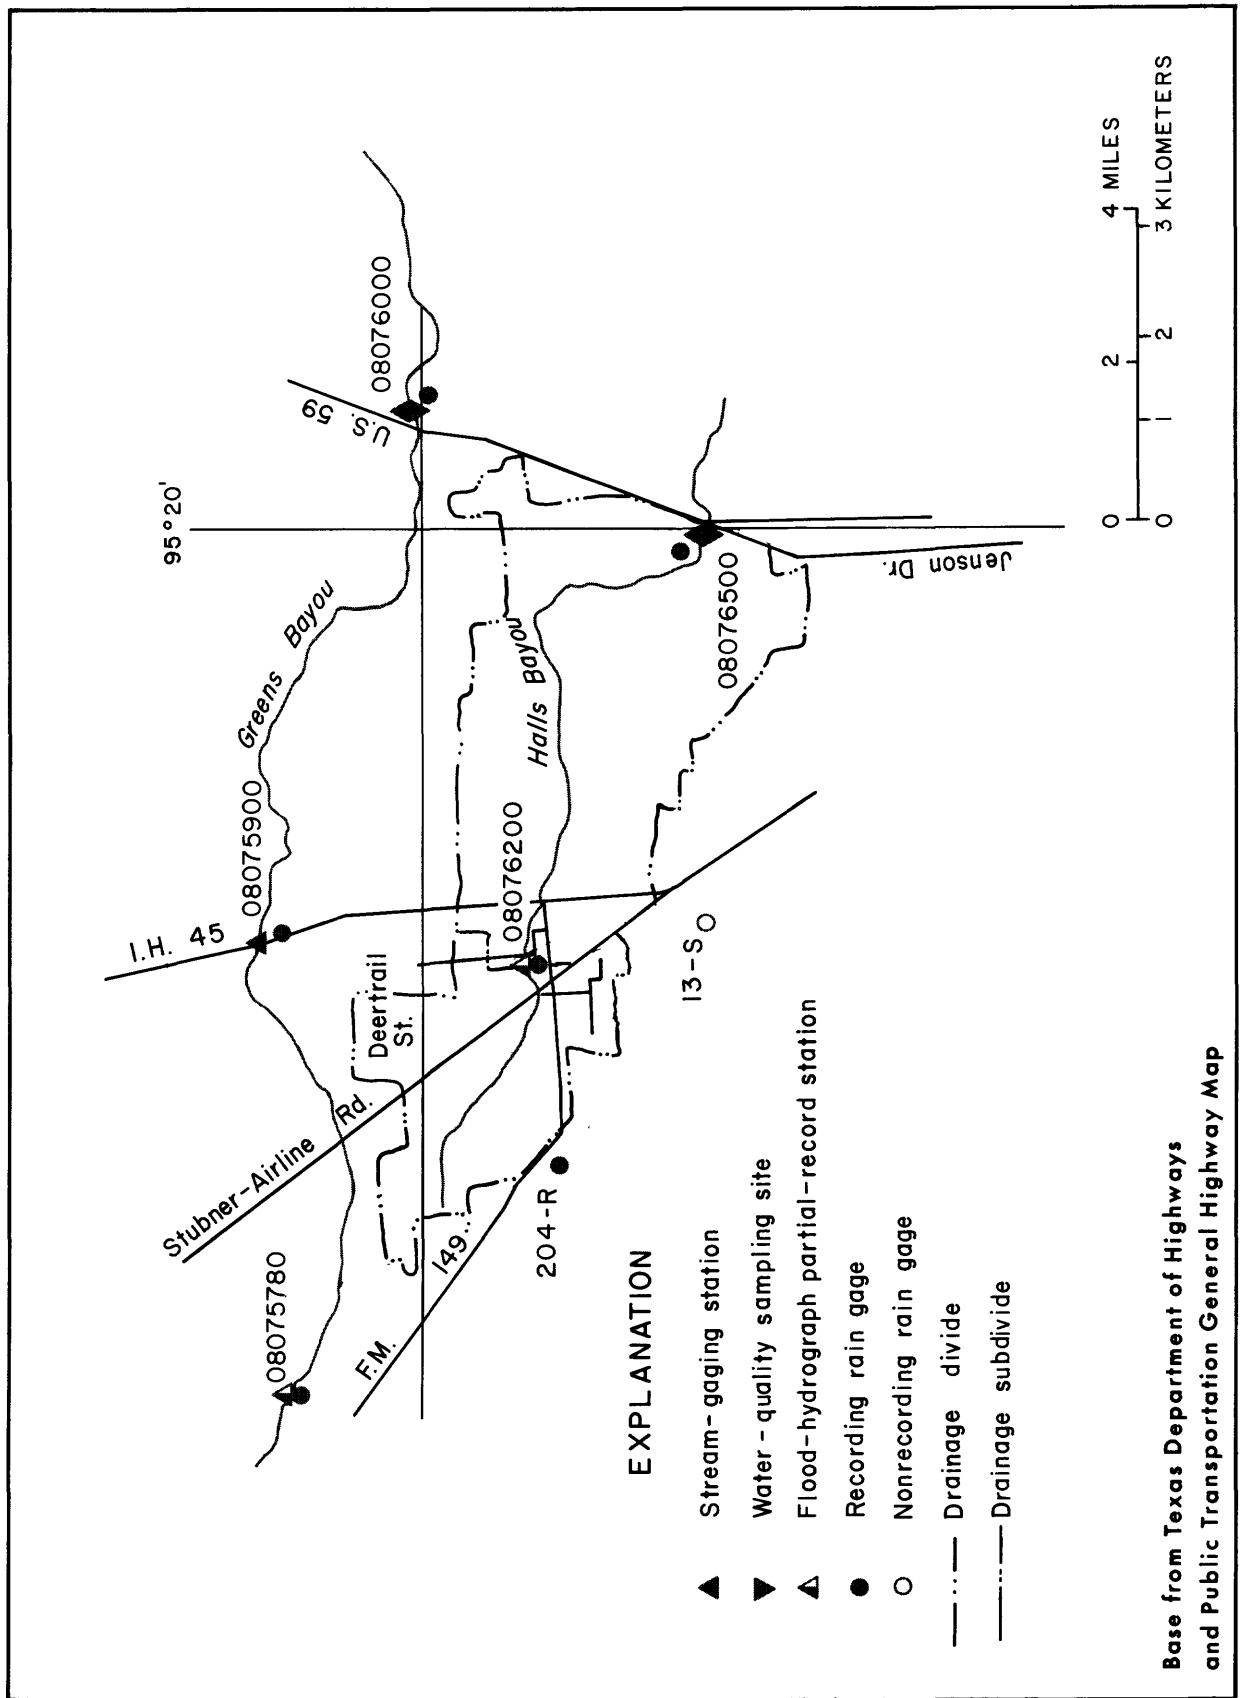 95°20'
Greens Bayou
08076000
U.S. 59
08075900
I.H. 45
Halls Bayou
08076200
08076500
Jenson Dr.
Deertrail
St.
Stubner-Airline Rd.
13-S
08075780
F.M. 149
204-R
0 2 4 MILES
0 1 2 3 KILOMETERS
EXPLANATION
Stream-gaging station
Water-quality sampling site
Flood-hydrograph partial-record station
Recording rain gage
Nonrecording rain gage
Drainage divide
Drainage subdivide
Base from Texas Department of Highways
and Public Transportation General Highway Map